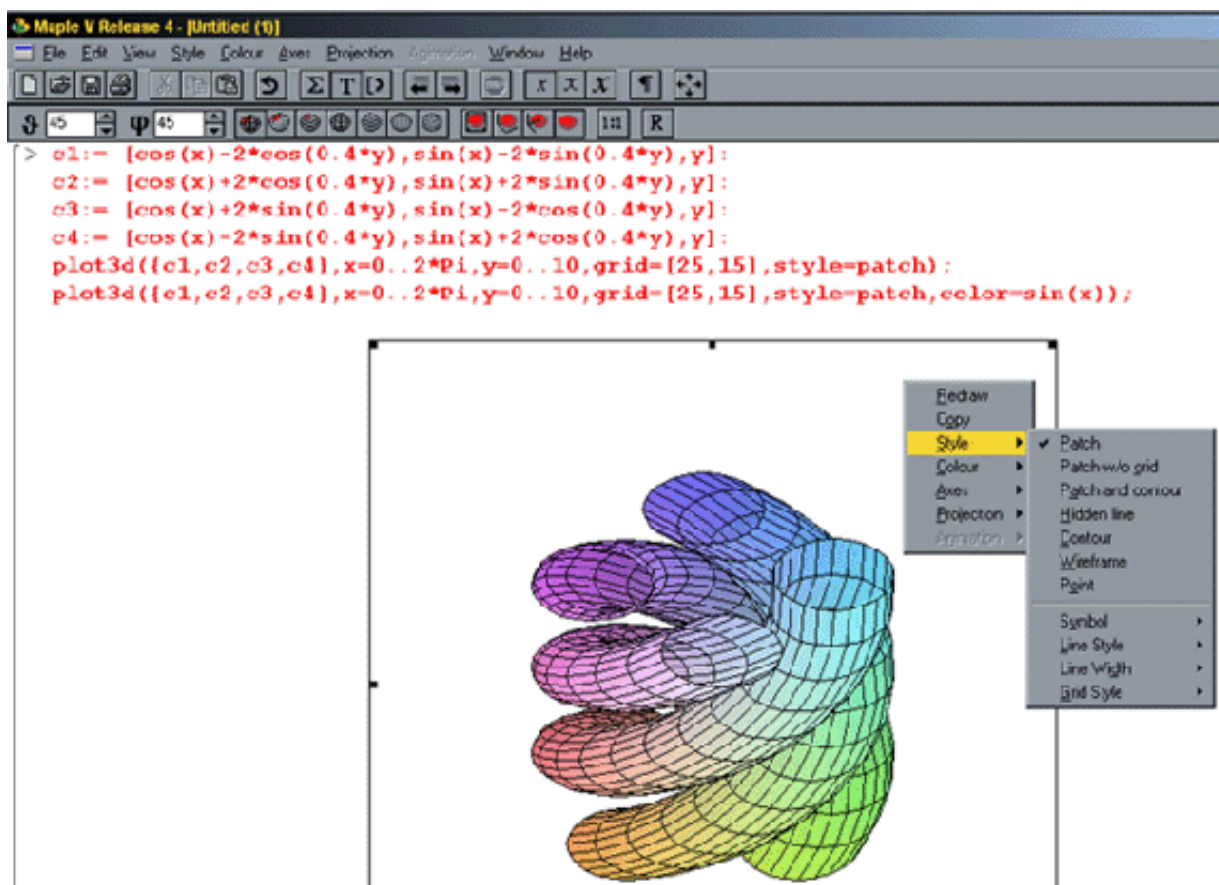 Maple V Release 4 - [Untitled (1)]
File Edit View Style Colour Axes Projection Animation Window Help
Σ T x x X ¶
ϑ 45 φ 45 1:1 R
> c1:= [cos(x)-2*cos(0.4*y),sin(x)-2*sin(0.4*y),y]:
c2:= [cos(x)+2*cos(0.4*y),sin(x)+2*sin(0.4*y),y]:
c3:= [cos(x)+2*sin(0.4*y),sin(x)-2*cos(0.4*y),y]:
c4:= [cos(x)-2*sin(0.4*y),sin(x)+2*cos(0.4*y),y]:
plot3d({c1,c2,c3,c4},x=0..2*Pi,y=0..10,grid=[25,15],style=patch);
plot3d({c1,c2,c3,c4},x=0..2*Pi,y=0..10,grid=[25,15],style=patch,color=sin(x));
Redraw
Copy
Style
Colour
Axes
Projection
Animation
Patch
Patch w/o grid
Patch and contour
Hidden line
Contour
Wireframe
Point
Symbol
Line Style
Line Width
Grid Style